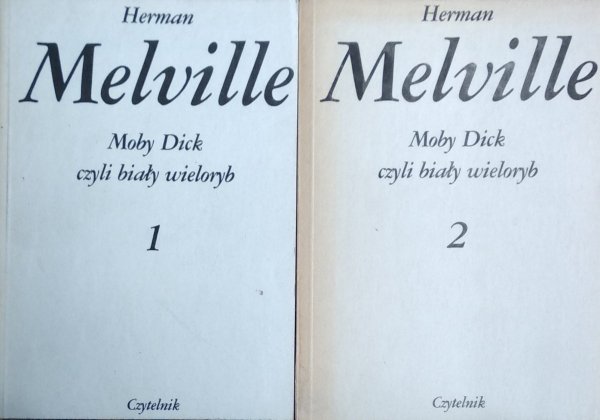 Herman
Melville
Moby Dick
czyli biały wieloryb
1
Czytelnik
Herman
Melville
Moby Dick
czyli biały wieloryb
2
Czytelnik